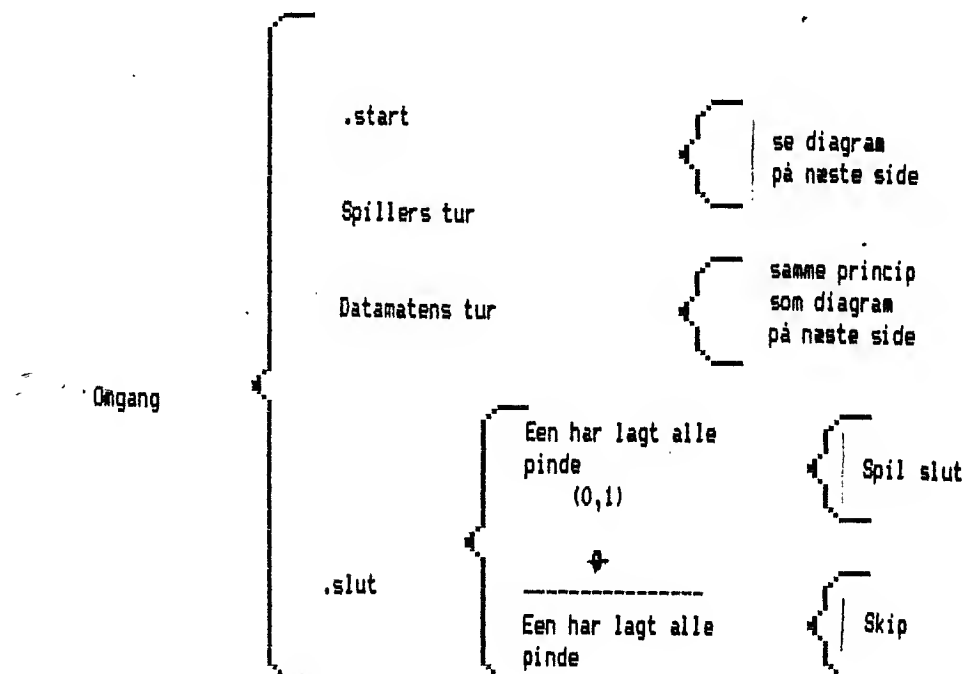 .start
se diagram
på næste side
Spillers tur
samme princip
Datamatens tur
som diagram
på næste side
Omgang
Een har lagt alle
pinde
Spil slut
(0,1)
.slut
Een har lagt alle
Skip
pinde